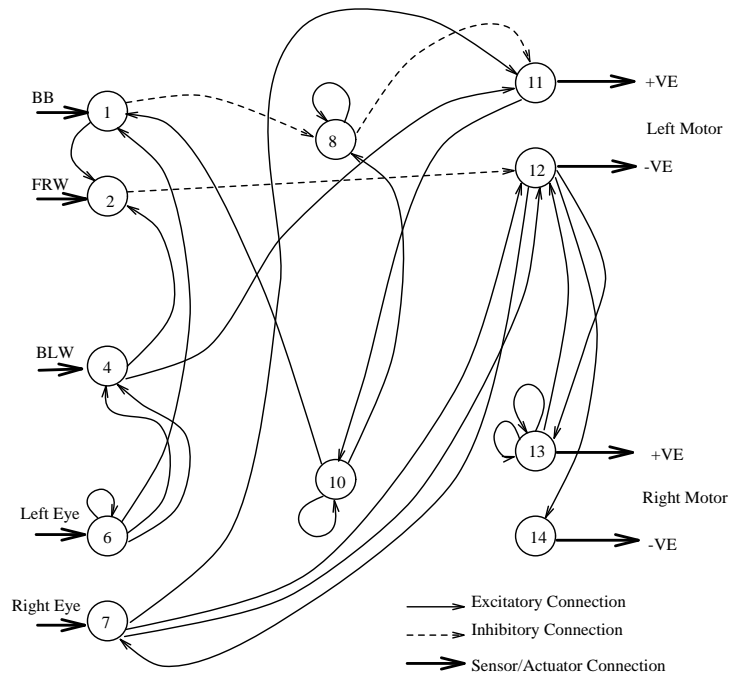 11
+VE
BB
1
8
Left Motor
12
-VE
FRW
2
BLW
4
10
13
+VE
Right Motor
Left Eye
6
14
-VE
Right Eye
7
Excitatory Connection
Inhibitory Connection
Sensor/Actuator Connection